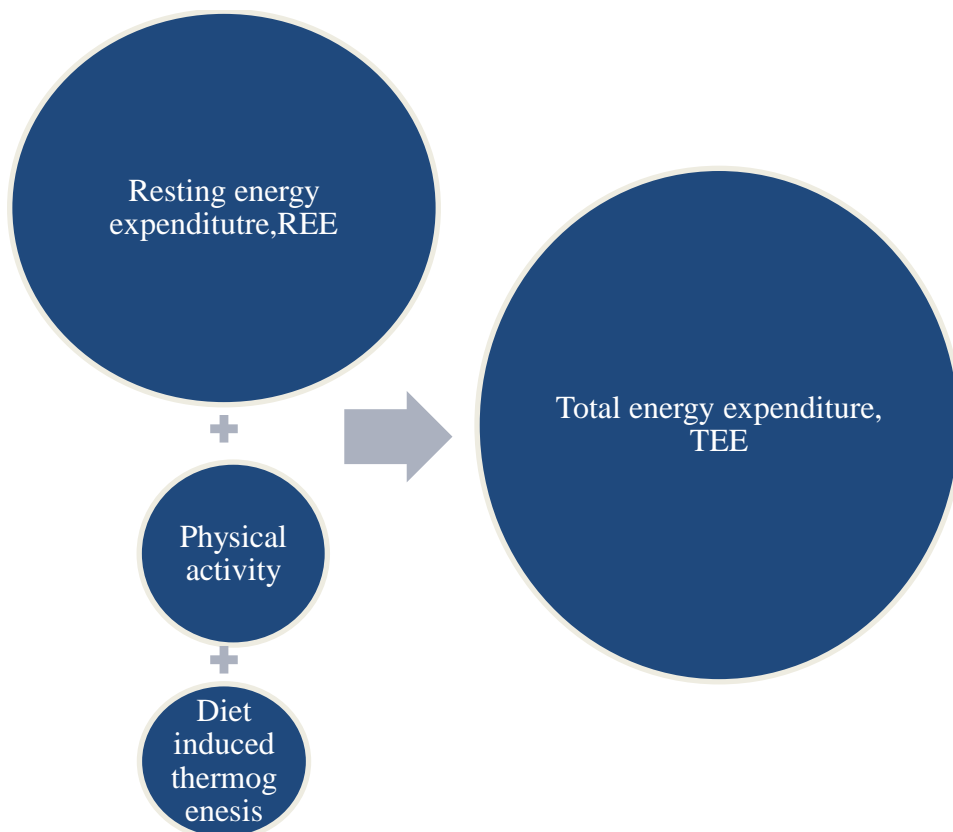 Resting energy
expenditutre,REE
Physical
activity
Diet
induced
thermog
enesis
Total energy expenditure,
TEE